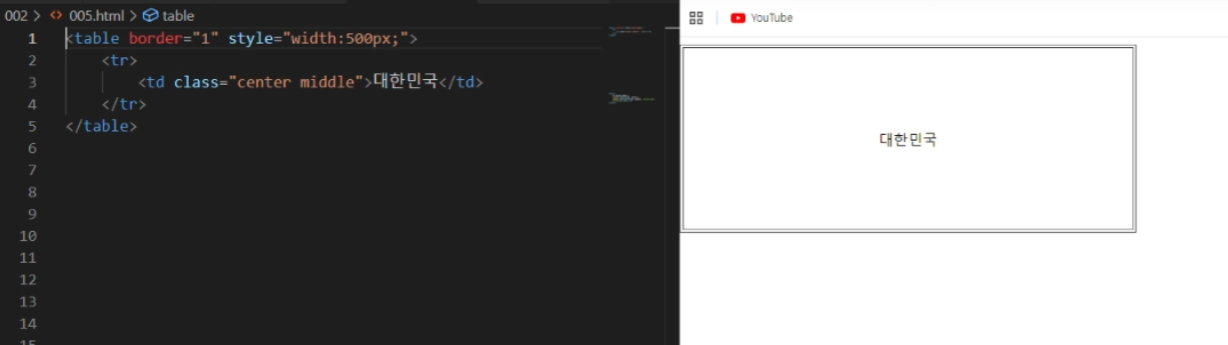 002 > <> 005.html > table
1 <table border="1" style="width:500px;">
2 <tr>
3 <td class="center middle">대한민국</td>
4 </tr>
5 </table>
6
7
8
9
10
11
12
13
14
15
YouTube
대한민국